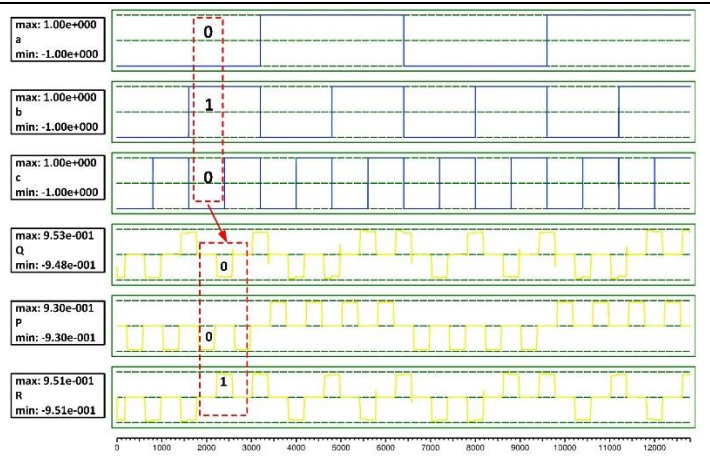 max: 1.00e+000
a
min: -1.00e+000
0
max: 1.00e+000
b
min: -1.00e+000
1
max: 1.00e+000
c
min: -1.00e+000
0
max: 9.53e-001
Q
min: -9.48e-001
0
max: 9.30e-001
P
min: -9.30e-001
0
max: 9.51e-001
R
min: -9.51e-001
1
0 1000 2000 3000 4000 5000 6000 7000 8000 9000 10000 11000 12000